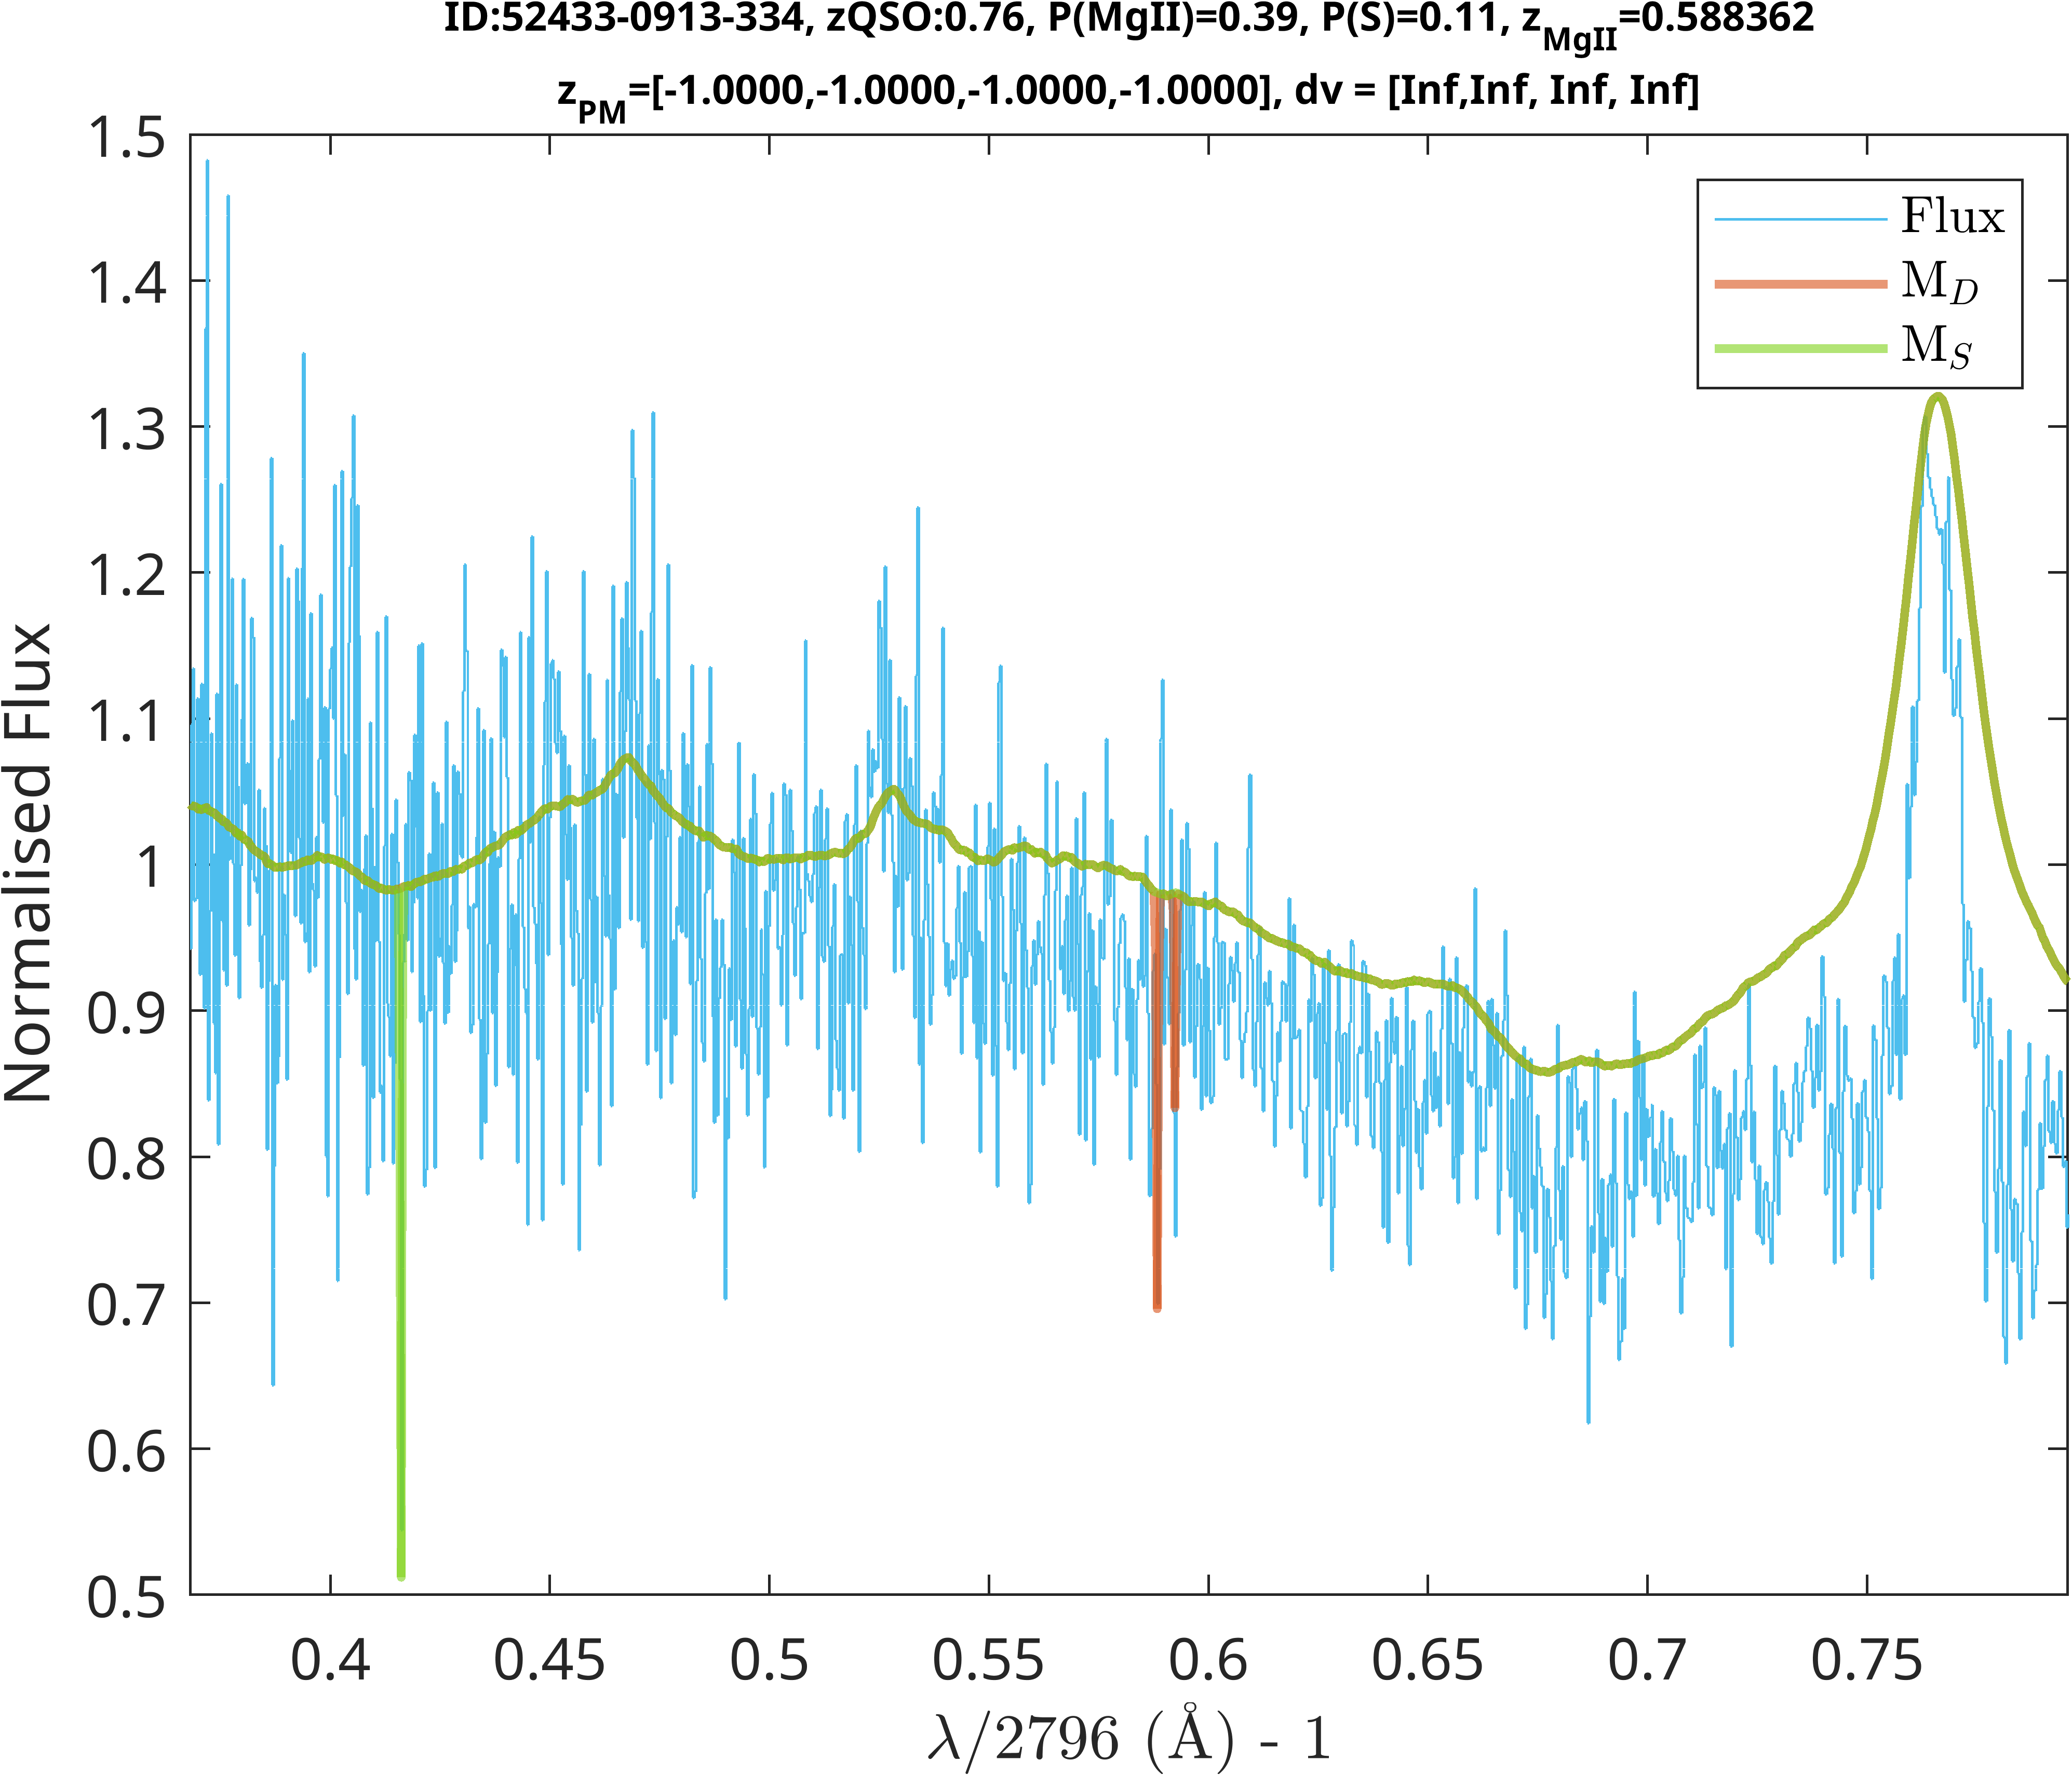 ID:52433-0913-334, zQSO:0.76, P(MgII)=0.39, P(S)=0.11, zMgII=0.588362
zPM=[-1.0000,-1.0000,-1.0000,-1.0000], dv = [Inf,Inf, Inf, Inf]
1.5
1.4
1.3
1.2
1.1
1
0.9
0.8
0.7
0.6
0.5
Normalised Flux
Flux
MD
MS
0.4 0.45 0.5 0.55 0.6 0.65 0.7 0.75
λ/2796 (Å) - 1